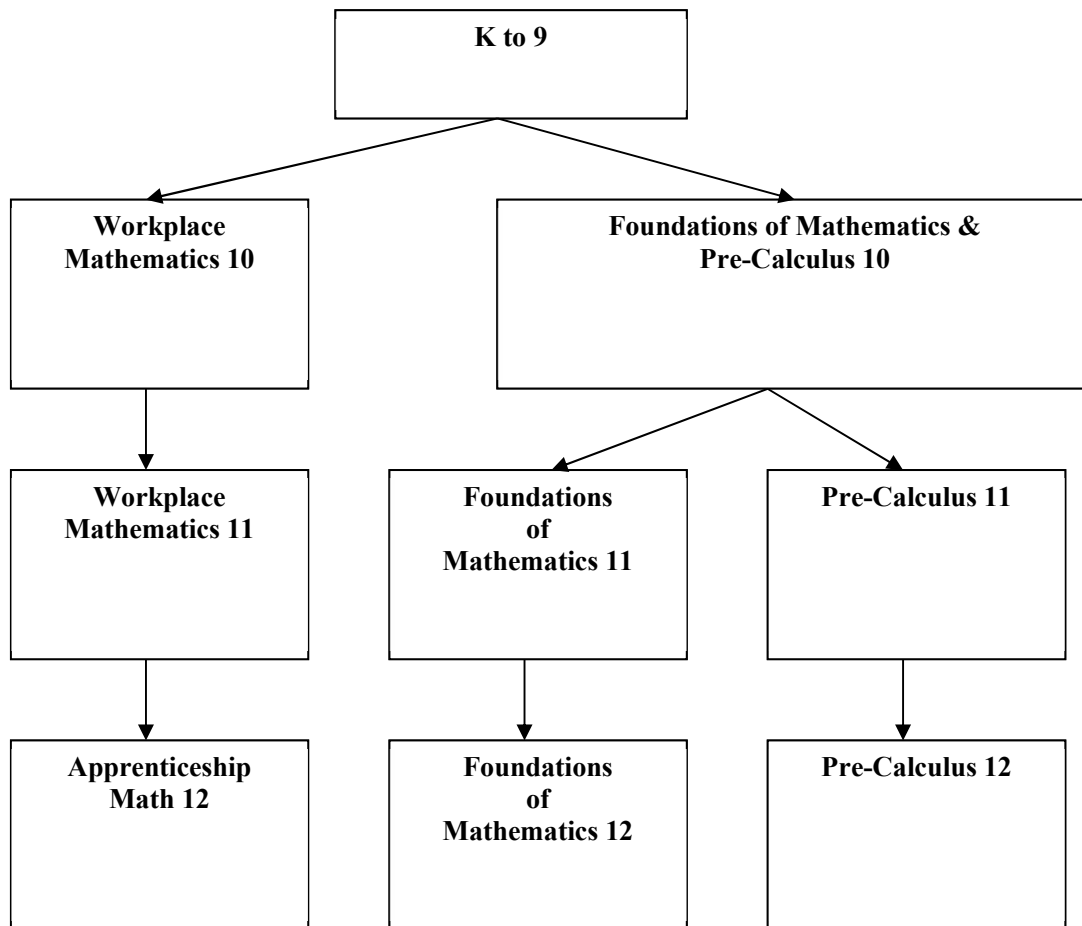 K to 9
Workplace
Mathematics 10
Foundations of Mathematics &
Pre-Calculus 10
Workplace
Mathematics 11
Foundations
of
Mathematics 11
Pre-Calculus 11
Apprenticeship
Math 12
Foundations
of
Mathematics 12
Pre-Calculus 12